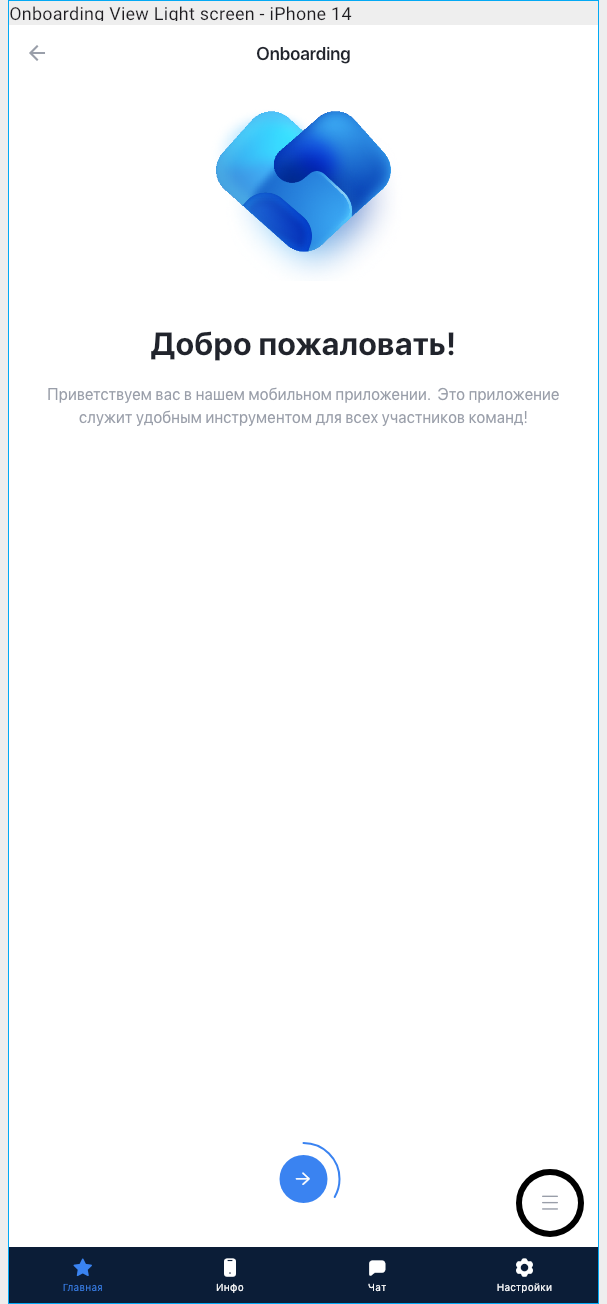 Onboarding View Light screen - iPhone 14
Onboarding
Добро пожаловать!
Приветствуем вас в нашем мобильном приложении. Это приложение
служит удобным инструментом для всех участников команд!
Главная
Инфо
Чат
Настройки